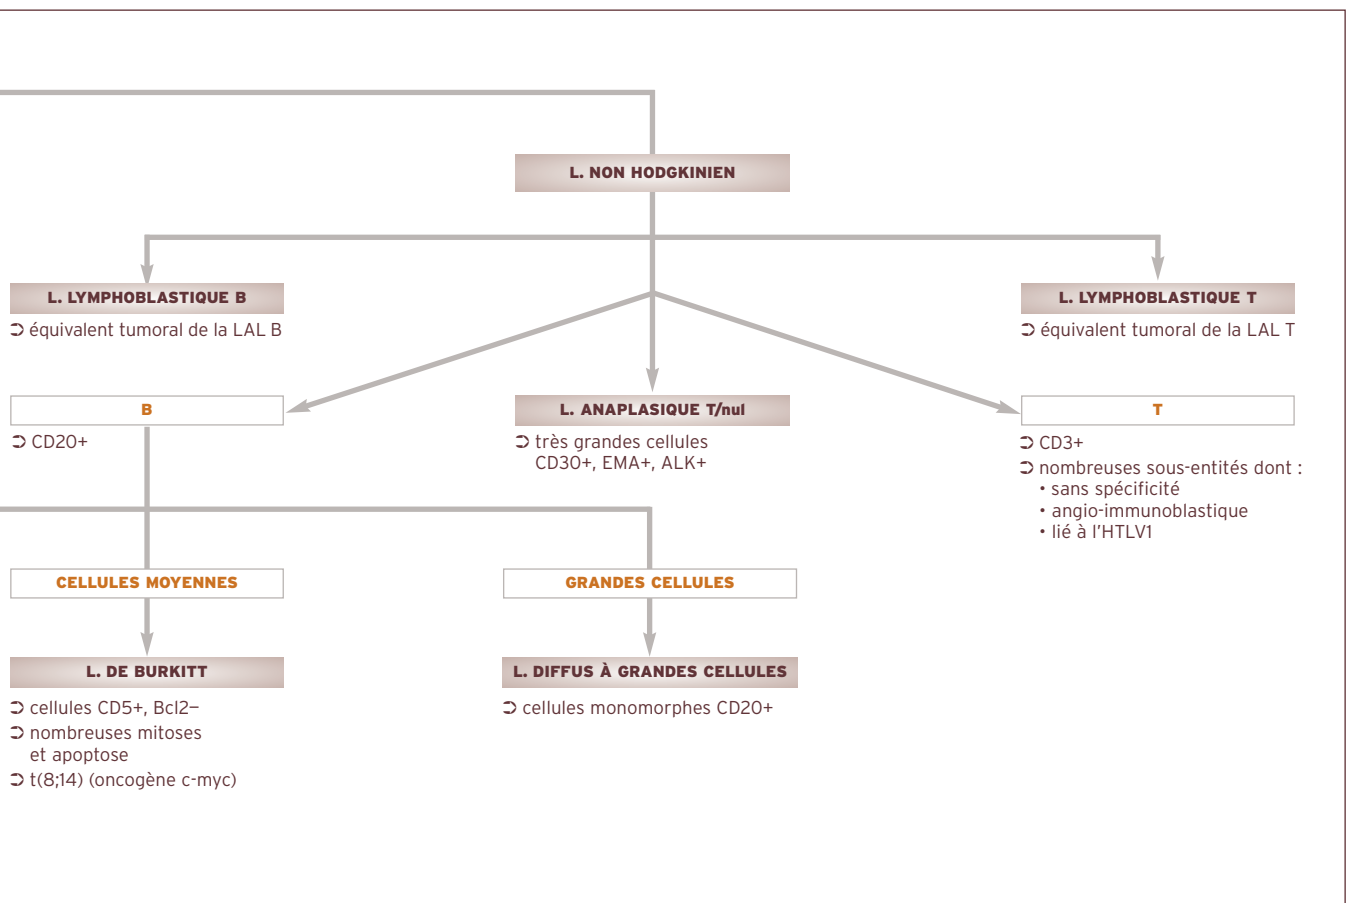 L. NON HODGKINIEN
L. LYMPHOBLASTIQUE B
➲ équivalent tumoral de la LAL B
L. LYMPHOBLASTIQUE T
➲ équivalent tumoral de la LAL T
B
➲ CD20+
L. ANAPLASIQUE T/nul
➲ très grandes cellules
CD30+, EMA+, ALK+
T
➲ CD3+
➲ nombreuses sous-entités dont :
• sans spécificité
• angio-immunoblastique
• lié à l'HTLV1
CELLULES MOYENNES
GRANDES CELLULES
L. DE BURKITT
➲ cellules CD5+, Bcl2–
➲ nombreuses mitoses
et apoptose
➲ t(8;14) (oncogène c-myc)
L. DIFFUS À GRANDES CELLULES
➲ cellules monomorphes CD20+